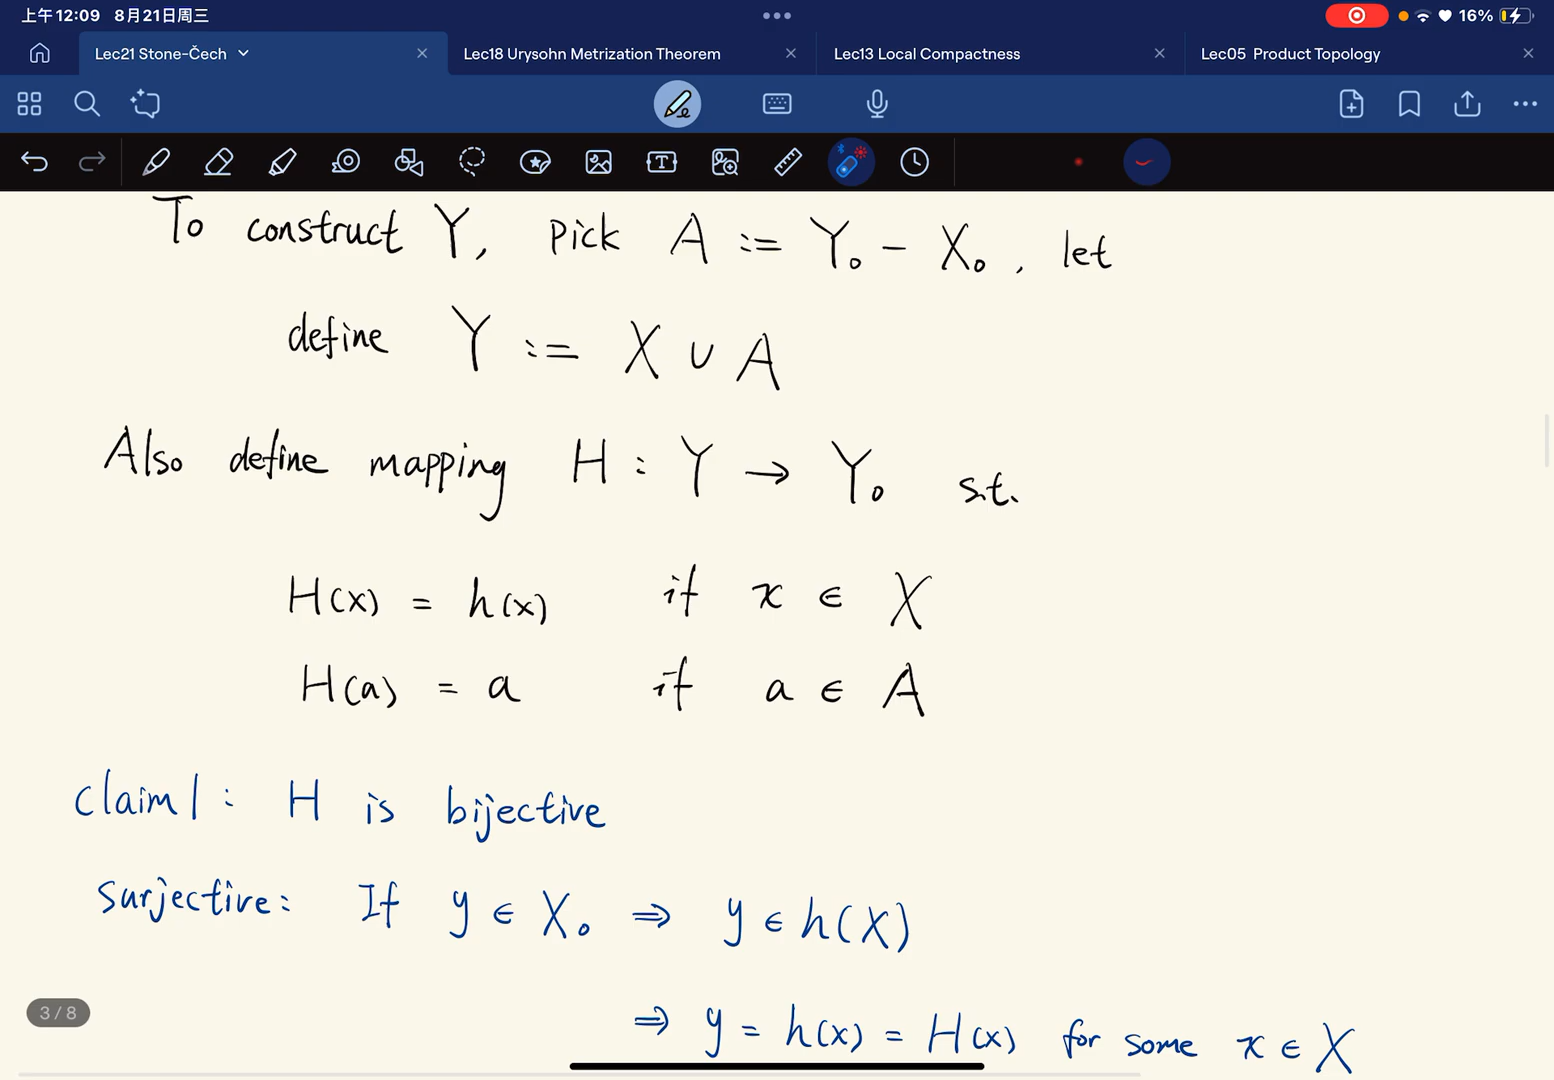 上午12:09 8月21日周三 16%
Lec21 Stone-Čech Lec18 Urysohn Metrization Theorem Lec13 Local Compactness Lec05 Product Topology
To construct Y, Pick A := Y₀ - X₀, let
define Y := X ∪ A
Also define mapping H : Y → Y₀ s.t.
H(x) = h(x) if x ∈ X
H(a) = a if a ∈ A
Claim 1: H is bijective
Surjective: If y ∈ X₀ ⇒ y ∈ h(X)
3 / 8
⇒ y = h(x) = H(x) for some x ∈ X